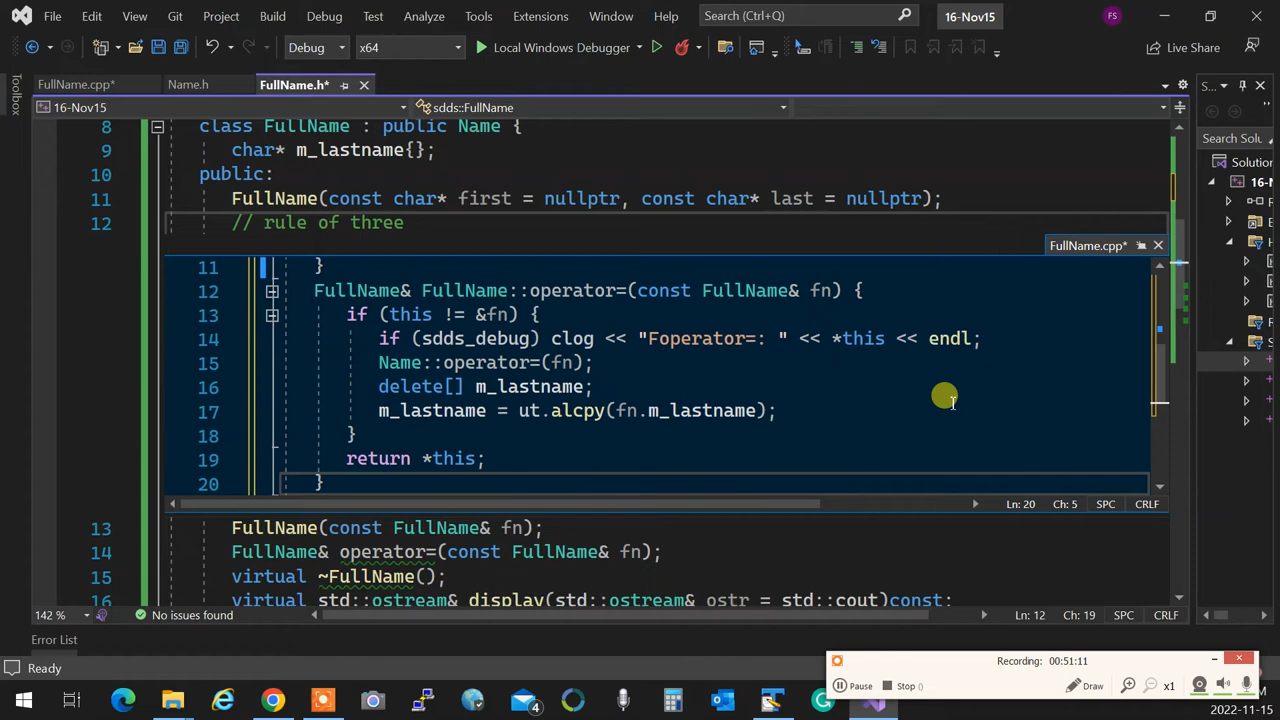 File Edit View Git Project Build Debug Test Analyze Tools Extensions Window Help Search (Ctrl+Q) 16-Nov15 FS
Debug x64 Local Windows Debugger Live Share
Toolbox
FullName.cpp* Name.h FullName.h* S...
16-Nov15 sdds::FullName
8 class FullName : public Name {
9 char* m_lastname{};
10 public:
11 FullName(const char* first = nullptr, const char* last = nullptr);
12 // rule of three
FullName.cpp*
11 }
12 FullName& FullName::operator=(const FullName& fn) {
13 if (this != &fn) {
14 if (sdds_debug) clog << "Foperator=: " << *this << endl;
15 Name::operator=(fn);
16 delete[] m_lastname;
17 m_lastname = ut.alcpy(fn.m_lastname);
18 }
19 return *this;
20 }
Ln: 20 Ch: 5 SPC CRLF
13 FullName(const FullName& fn);
14 FullName& operator=(const FullName& fn);
15 virtual ~FullName();
16 virtual std::ostream& display(std::ostream& ostr = std::cout)const;
142 % No issues found Ln: 12 Ch: 19 SPC CRLF
Search Solu
Solution
16-N
Error List
Ready
Recording: 00:51:11
Pause Stop () Draw x1
4
2022-11-15